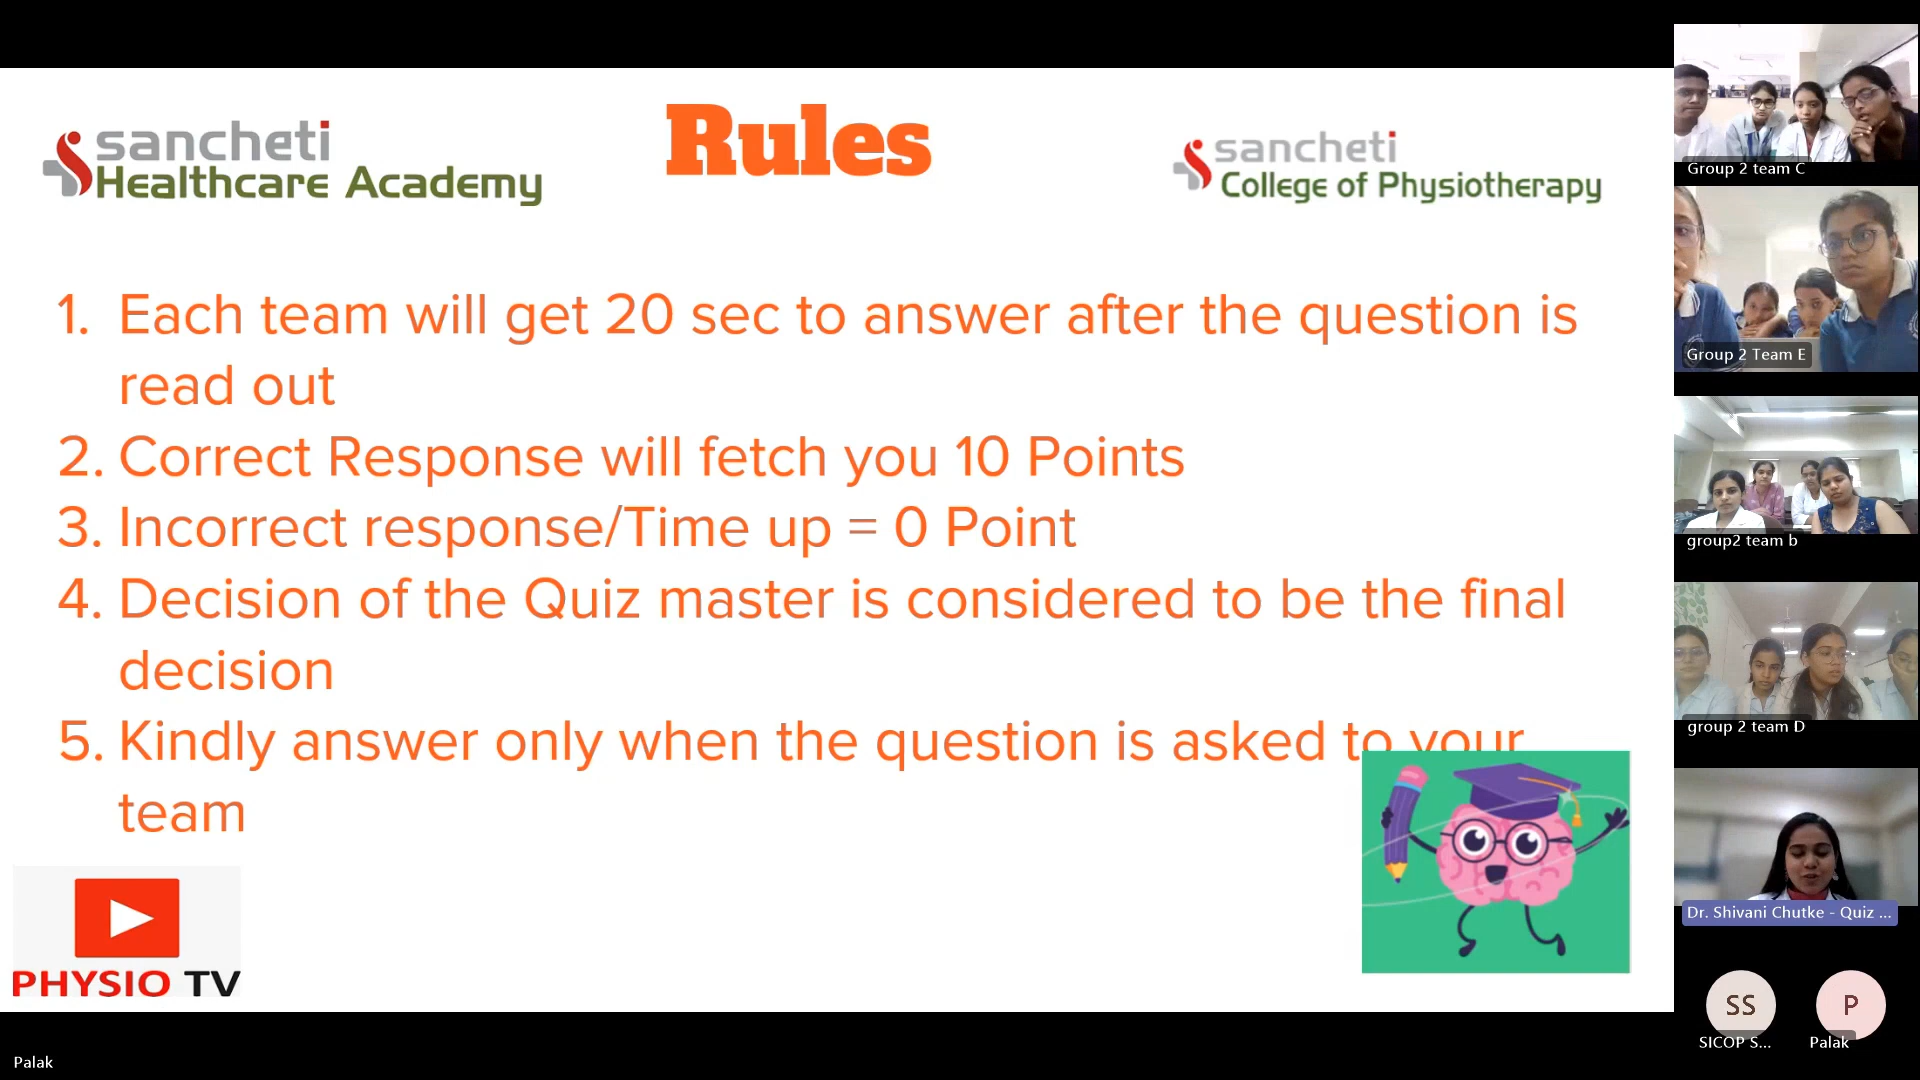 Rules
sancheti
Healthcare Academy
sancheti
College of Physiotherapy
1. Each team will get 20 sec to answer after the question is
read out
2. Correct Response will fetch you 10 Points
3. Incorrect response/Time up = 0 Point
4. Decision of the Quiz master is considered to be the final
decision
5. Kindly answer only when the question is asked to your
team
PHYSIO TV
Palak
Group 2 team C
Group 2 Team E
group2 team b
group 2 team D
Dr. Shivani Chutke - Quiz ...
SS
P
SICOP S...
Palak